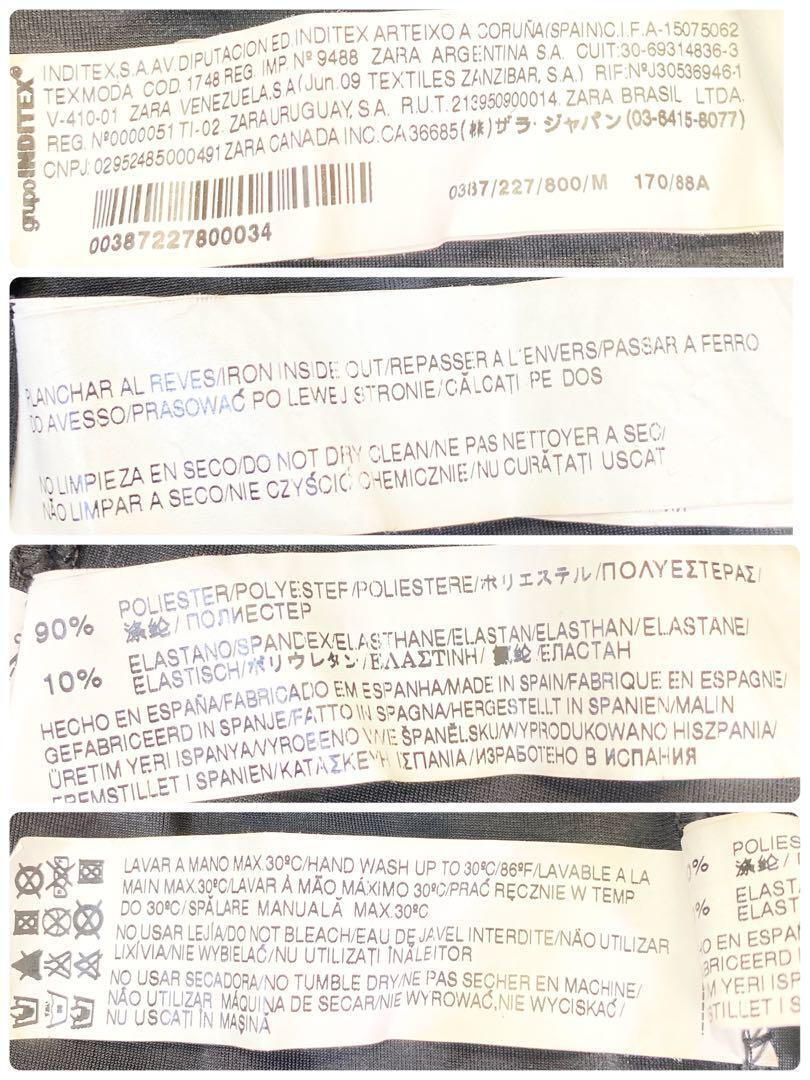 grupo INDITEX®
INDITEX,S.A.AV.DIPUTACION ED.INDITEX ARTEIXO A CORUÑA(SPAIN)C.I.F.A-15075062
TEXMODA COD. 1748 REG. IMP. Nº 9488 ZARA ARGENTINA S.A. CUIT:30-69314836-3
V-410-01 ZARA VENEZUELA,S.A (Jun.09 TEXTILES ZANZIBAR, S.A.) RIF:NºJ30536946-1
REG. Nº0000051 TI-02. ZARA URUGUAY, S.A. R.U.T. 213950900014. ZARA BRASIL LTDA.
CNPJ: 02952485000491 ZARA CANADA INC.CA 36685(株)ザラ・ジャパン(03-6415-8077)
0387/227/800/M 170/88A
00387227800034
PLANCHAR AL REVES/IRON INSIDE OUT/REPASSER A L'ENVERS/PASSAR A FERRO
DO AVESSO/PRASOWAĆ PO LEWEJ STRONIE/CĂLCAȚI PE DOS
NO LIMPIEZA EN SECO/DO NOT DRY CLEAN/NE PAS NETTOYER A SEC/
NÃO LIMPAR A SECO/NIE CZYŚCIĆ CHEMICZNIE/NU CURĂTATI USCAT
90% POLIESTER/POLYESTER/POLIESTERE/ポリエステル/ΠΟΛΥΕΣΤΕΡΑΣ/
涤纶/ ПОЛИЕСТЕР
10% ELASTANO/SPANDEX/ELASTHANE/ELASTAN/ELASTHAN/ELASTANE/
ELASTISCH/ポリウレタン/ΕΛΑΣΤΙΝΗ/ 氨纶/ЕЛАСТАН
HECHO EN ESPAÑA/FABRICADO EM ESPANHA/MADE IN SPAIN/FABRIQUE EN ESPAGNE/
GEFABRICEERD IN SPANJE/FATTO IN SPAGNA/HERGESTELLT IN SPANIEN/MALIN
ÜRETIM YERI ISPANYA/VYROBENO VE ŠPANĚLSKU/WYPRODUKOWANO HISZPANIA/
FREMSTILLET I SPANIEN/ΚΑΤΑΣΚΕΥΗ ΙΣΠΑΝΙΑ/ИЗРАБОТЕНО В ИСПАНИЯ
LAVAR A MANO MAX.30ºC/HAND WASH UP TO 30ºC/86ºF/LAVABLE A LA
MAIN MAX.30ºC/LAVAR À MÃO MÁXIMO 30ºC/PRAĆ RĘCZNIE W TEMP
DO 30ºC/SPĂLARE MANUALĂ MAX.30ºC
NO USAR LEJÍA/DO NOT BLEACH/EAU DE JAVEL INTERDITE/NÃO UTILIZAR
LIXÍVIA/NIE WYBIELAĆ/NU UTILIZAȚI ÎNĂLBITOR
NO USAR SECADORA/NO TUMBLE DRY/NE PAS SECHER EN MACHINE/
NÃO UTILIZAR MÁQUINA DE SECAR/NIE WYROWAĆ,NIE WYCISKAĆ/
NU USCAȚI ÎN MAȘINĂ
% POLIES
涤纶/
% ELAST
ELAST
HO EN ESPA
BRICEERD
M YERI ISP
STILLET I S